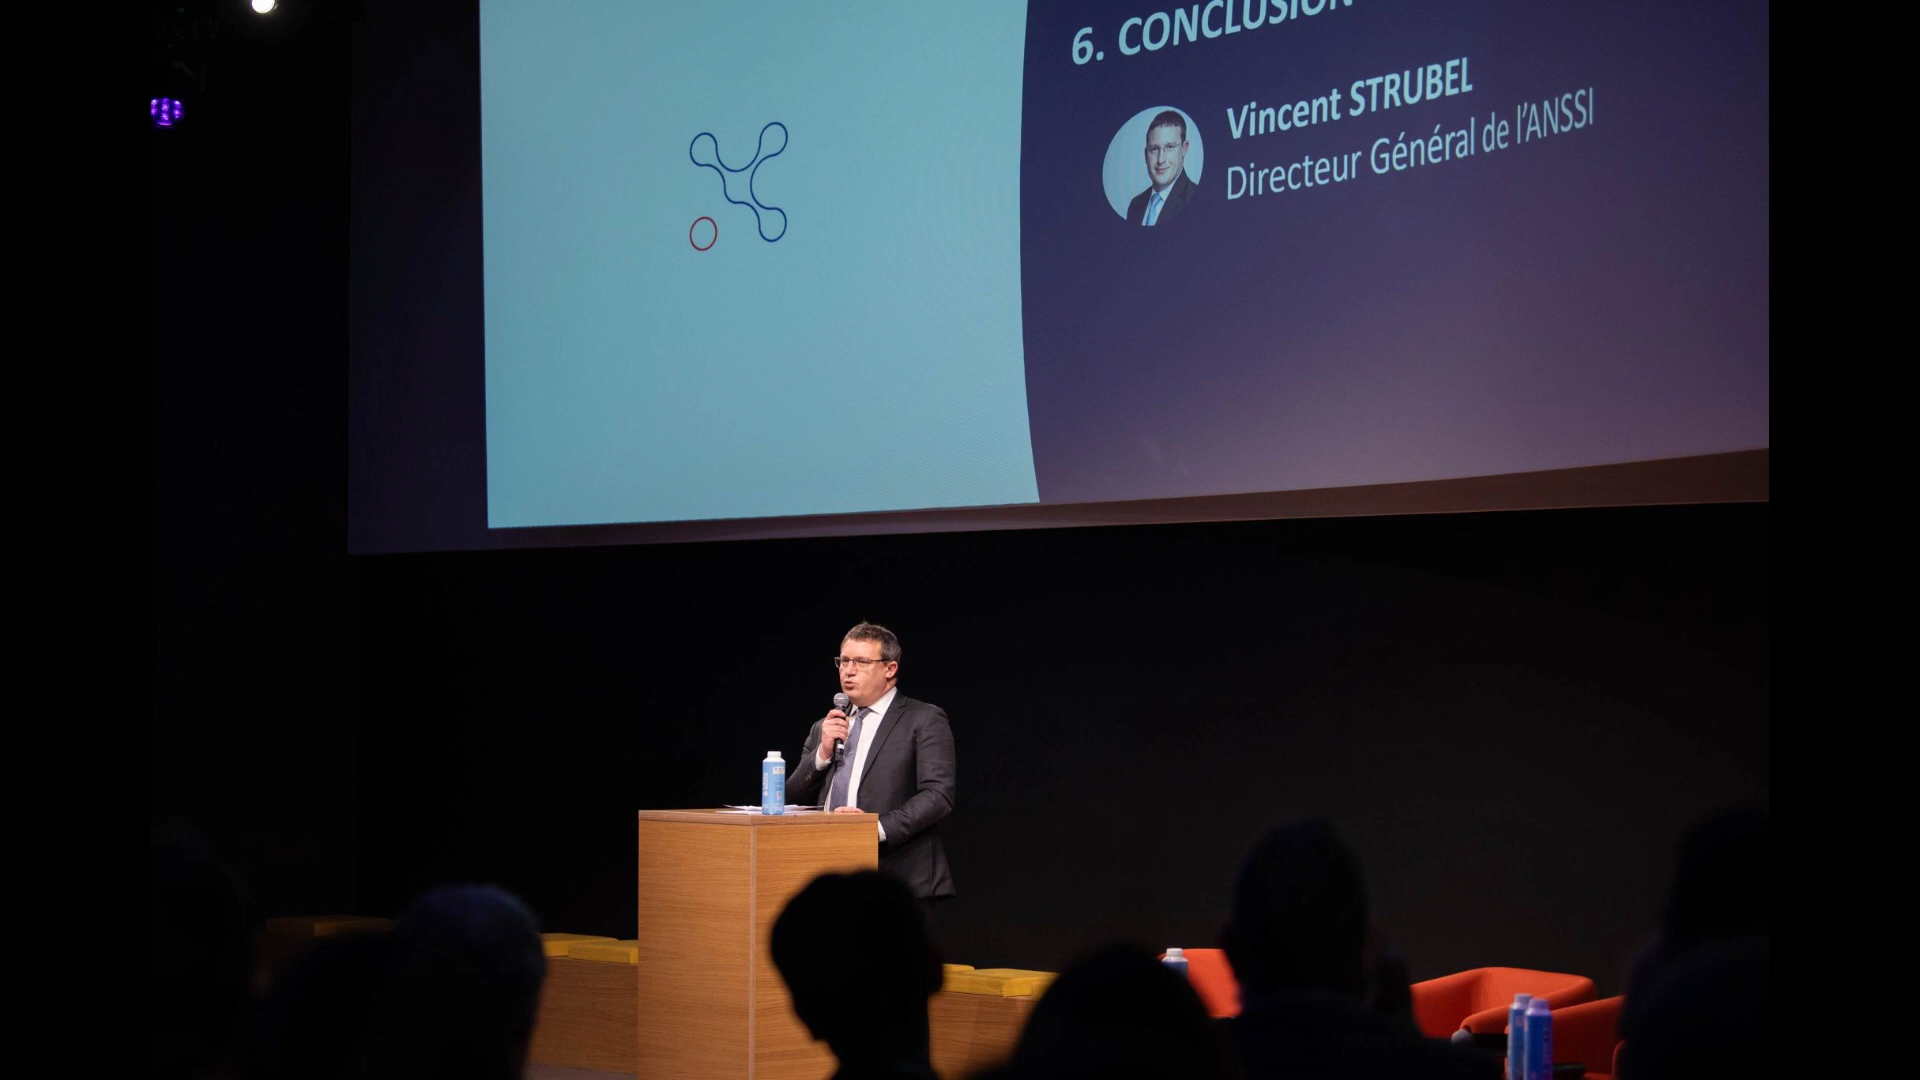 6. CONCLUSION
Vincent STRUBEL
Directeur Général de l'ANSSI